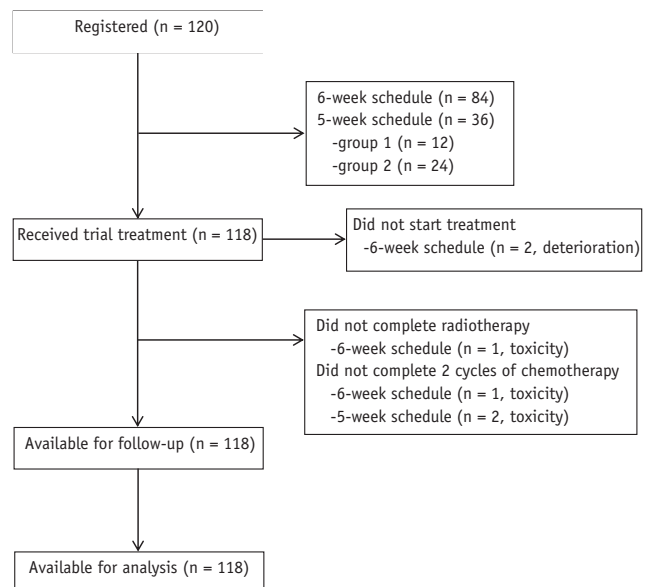 Registered (n = 120)
6-week schedule (n = 84)
5-week schedule (n = 36)
-group 1 (n = 12)
-group 2 (n = 24)
Received trial treatment (n = 118)
Did not start treatment
-6-week schedule (n = 2, deterioration)
Did not complete radiotherapy
-6-week schedule (n = 1, toxicity)
Did not complete 2 cycles of chemotherapy
-6-week schedule (n = 1, toxicity)
-5-week schedule (n = 2, toxicity)
Available for follow-up (n = 118)
Available for analysis (n = 118)